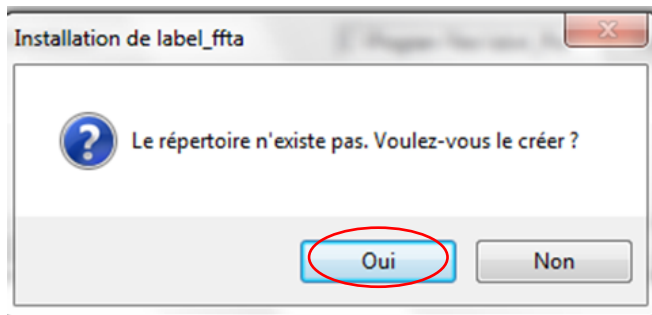 Installation de label_ffta
Le répertoire n'existe pas. Voulez-vous le créer ?
Oui
Non